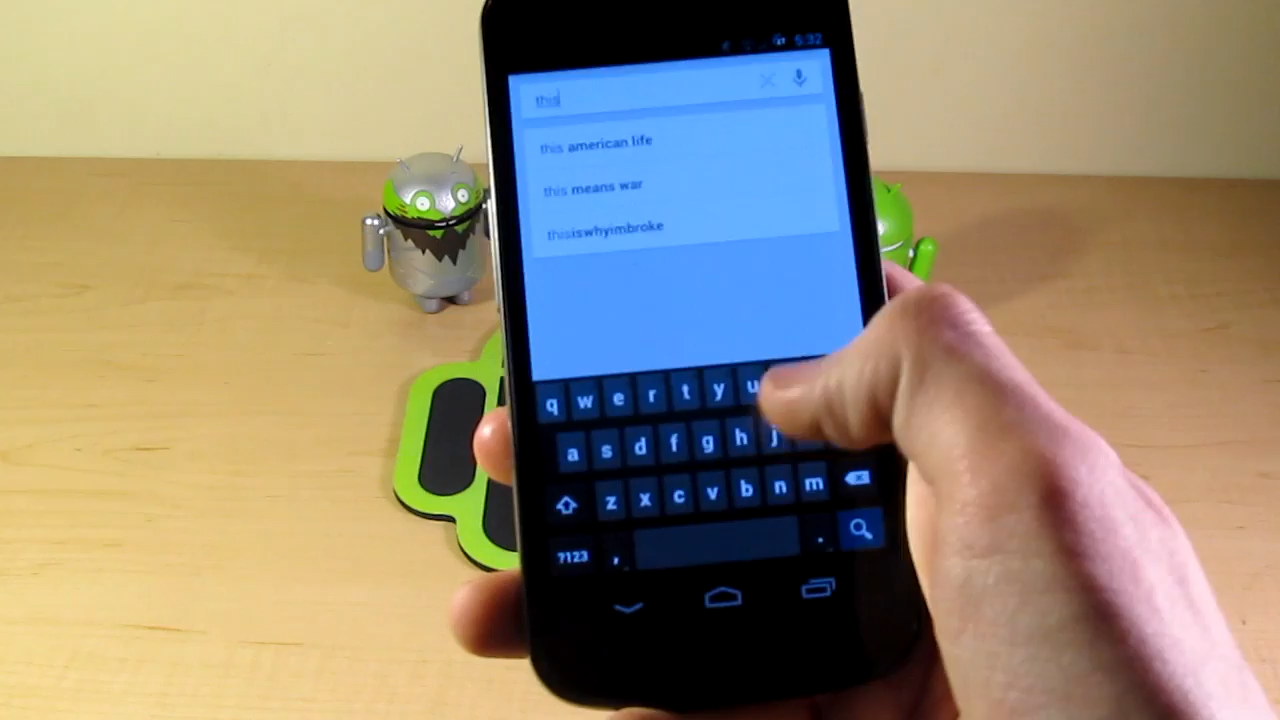 5:32
this
this american life
this means war
thisiswhyimbroke
q w e r t y u
a s d f g h j
z x c v b n m
?123 , .